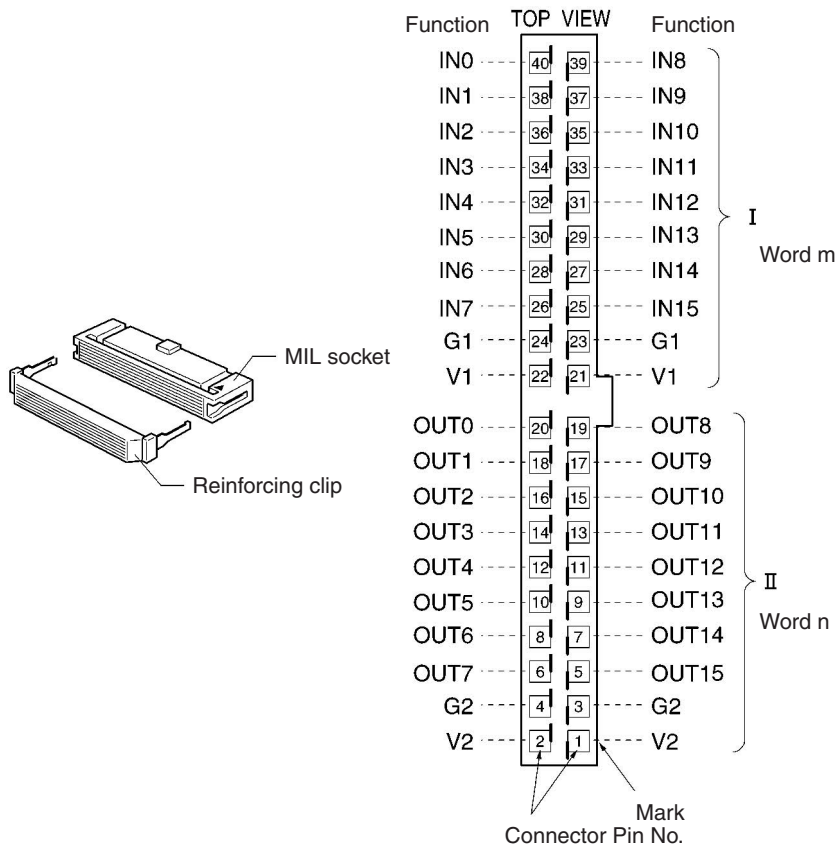 Function TOP VIEW Function
IN0 40 39 IN8
IN1 38 37 IN9
IN2 36 35 IN10
IN3 34 33 IN11
IN4 32 31 IN12
IN5 30 29 IN13
I
Word m
IN6 28 27 IN14
IN7 26 25 IN15
G1 24 23 G1
V1 22 21 V1
MIL socket
OUT0 20 19 OUT8
OUT1 18 17 OUT9
Reinforcing clip
OUT2 16 15 OUT10
OUT3 14 13 OUT11
OUT4 12 11 OUT12
II
OUT5 10 9 OUT13
Word n
OUT6 8 7 OUT14
OUT7 6 5 OUT15
G2 4 3 G2
V2 2 1 V2
Mark
Connector Pin No.